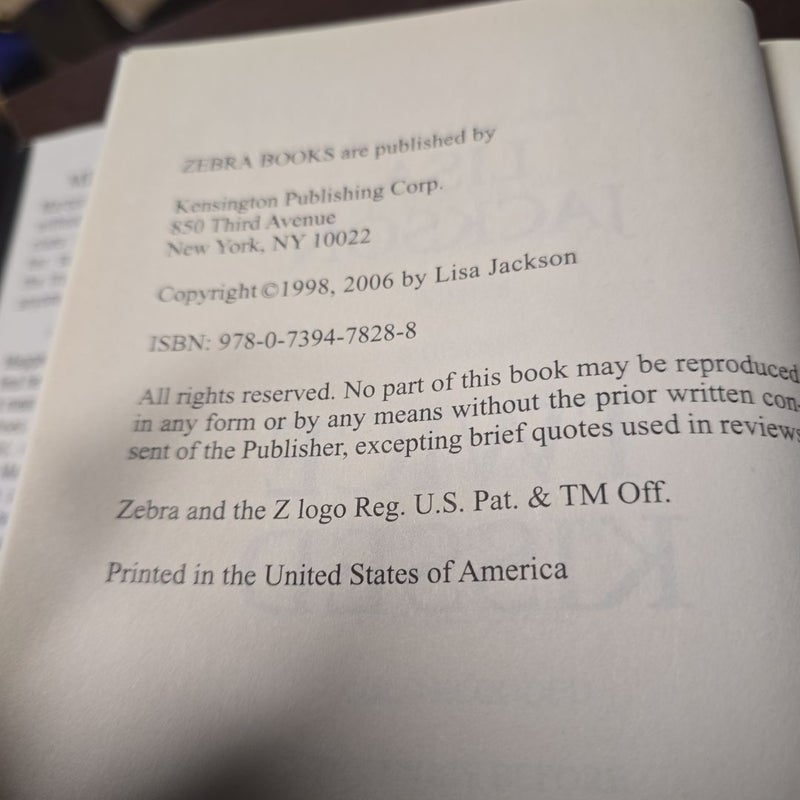 ZEBRA BOOKS are published by
Kensington Publishing Corp.
850 Third Avenue
New York, NY 10022
Copyright ©1998, 2006 by Lisa Jackson
ISBN: 978-0-7394-7828-8
All rights reserved. No part of this book may be reproduced
in any form or by any means without the prior written con-
sent of the Publisher, excepting brief quotes used in reviews
Zebra and the Z logo Reg. U.S. Pat. & TM Off.
Printed in the United States of America